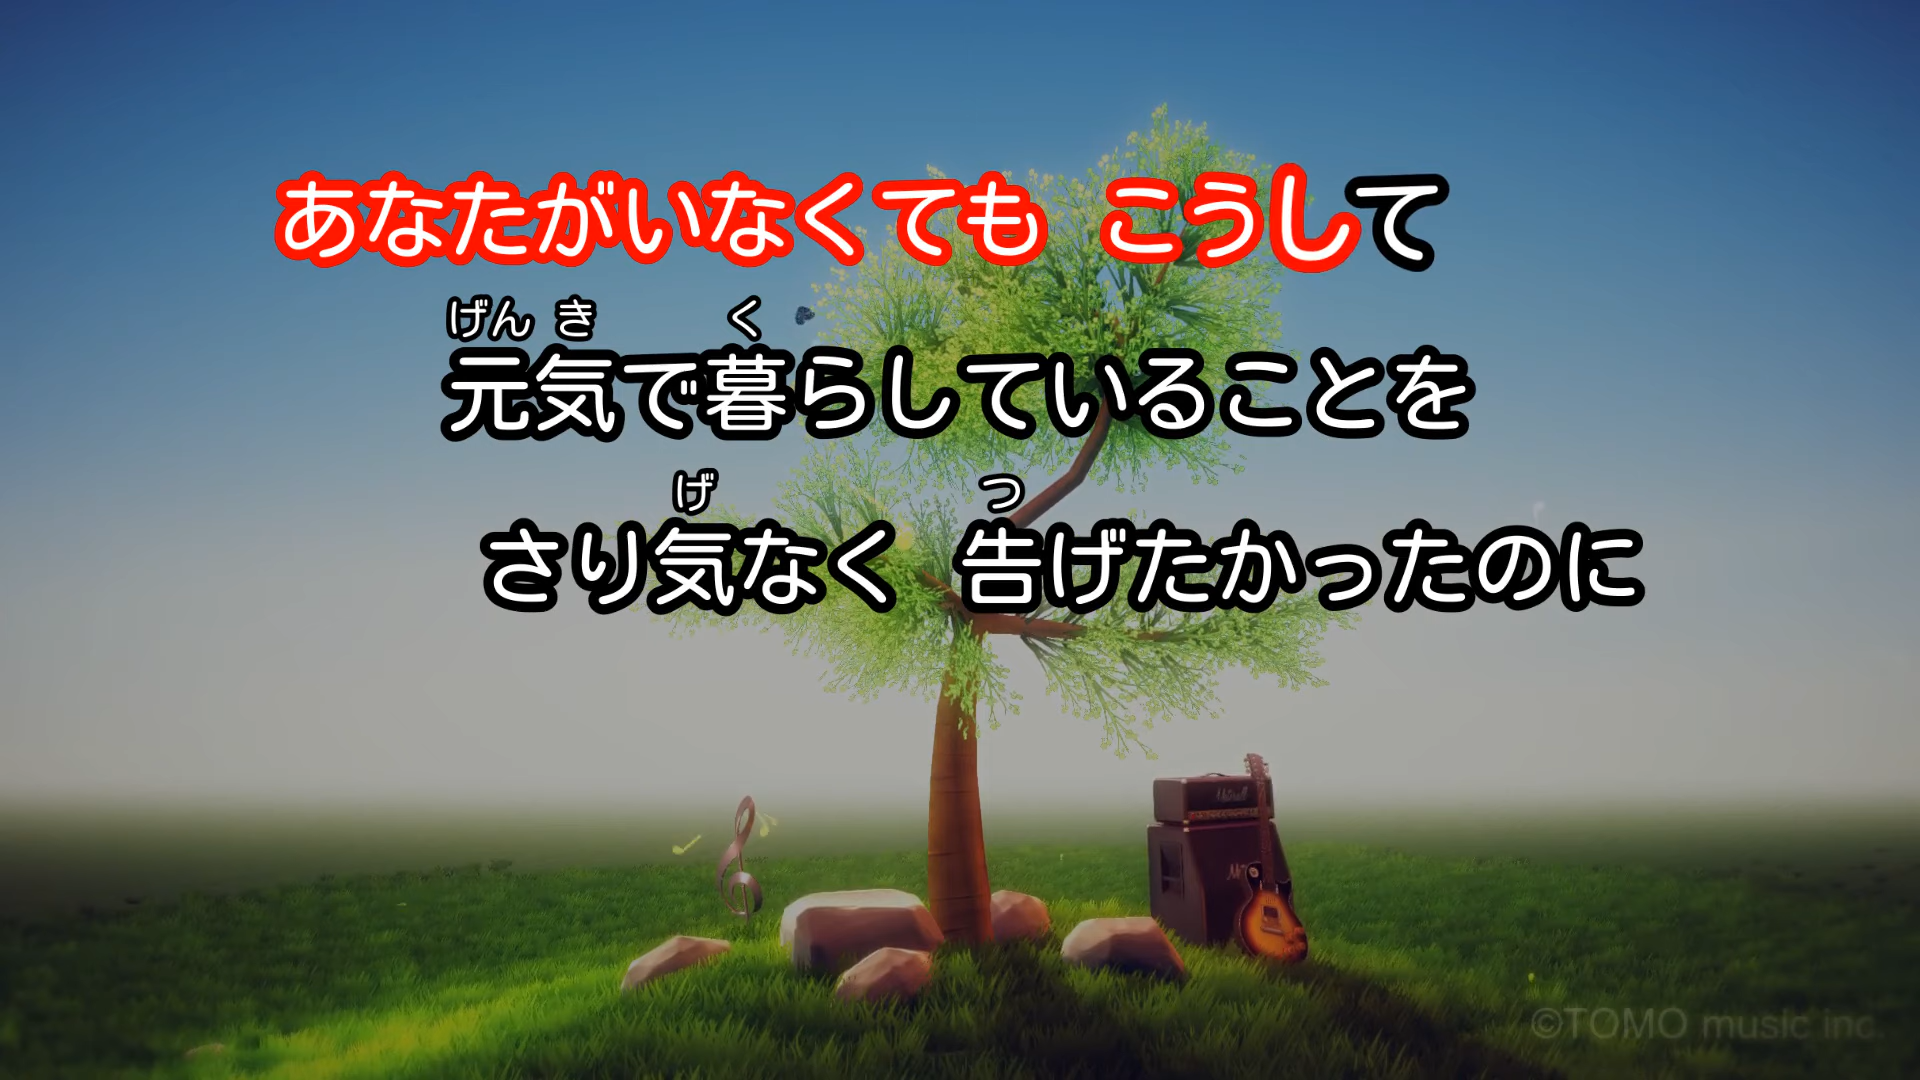 あなたがいなくても こうして
げん き く
元気で暮らしていることを
げ つ
さり気なく 告げたかったのに
©TOMO music inc